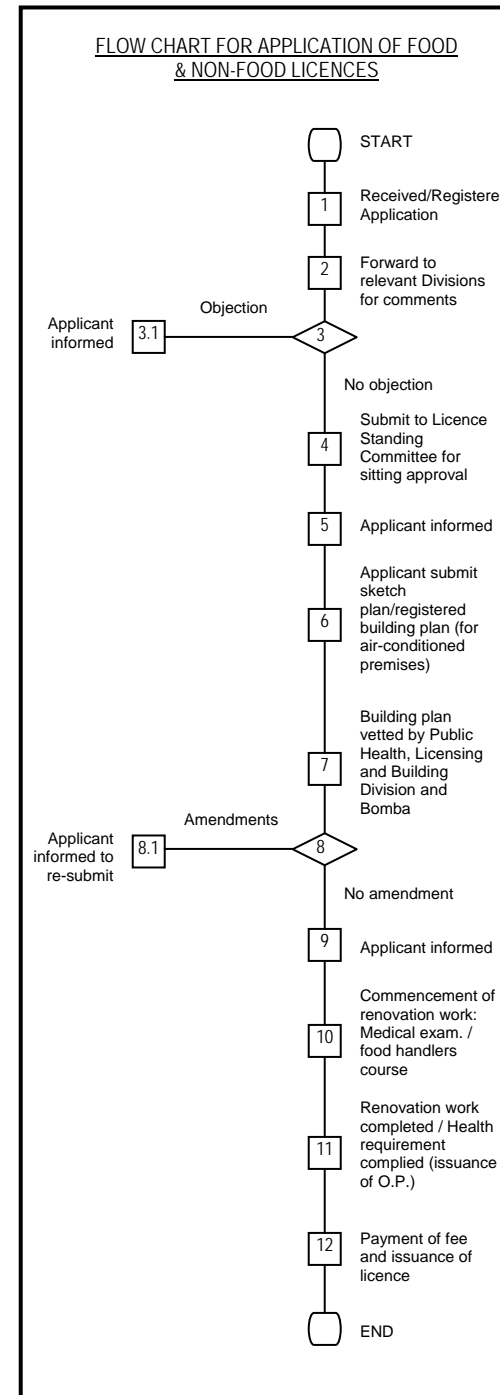 FLOW CHART FOR APPLICATION OF FOOD
& NON-FOOD LICENCES
START
1
Received/Registere
Application
2
Forward to
relevant Divisions
for comments
Objection
Applicant
informed
3.1
3
No objection
4
Submit to Licence
Standing
Committee for
sitting approval
5
Applicant informed
6
Applicant submit
sketch
plan/registered
building plan (for
air-conditioned
premises)
7
Building plan
vetted by Public
Health, Licensing
and Building
Division and
Bomba
Amendments
Applicant
informed to
re-submit
8.1
8
No amendment
9
Applicant informed
10
Commencement of
renovation work:
Medical exam. /
food handlers
course
11
Renovation work
completed / Health
requirement
complied (issuance
of O.P.)
12
Payment of fee
and issuance of
licence
END